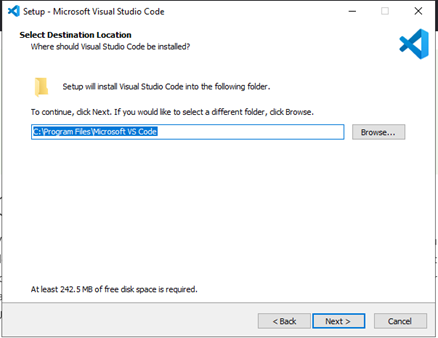 Setup - Microsoft Visual Studio Code
Select Destination Location
Where should Visual Studio Code be installed?
Setup will install Visual Studio Code into the following folder.
To continue, click Next. If you would like to select a different folder, click Browse.
C:\Program Files\Microsoft VS Code
Browse...
At least 242.5 MB of free disk space is required.
< Back
Next >
Cancel